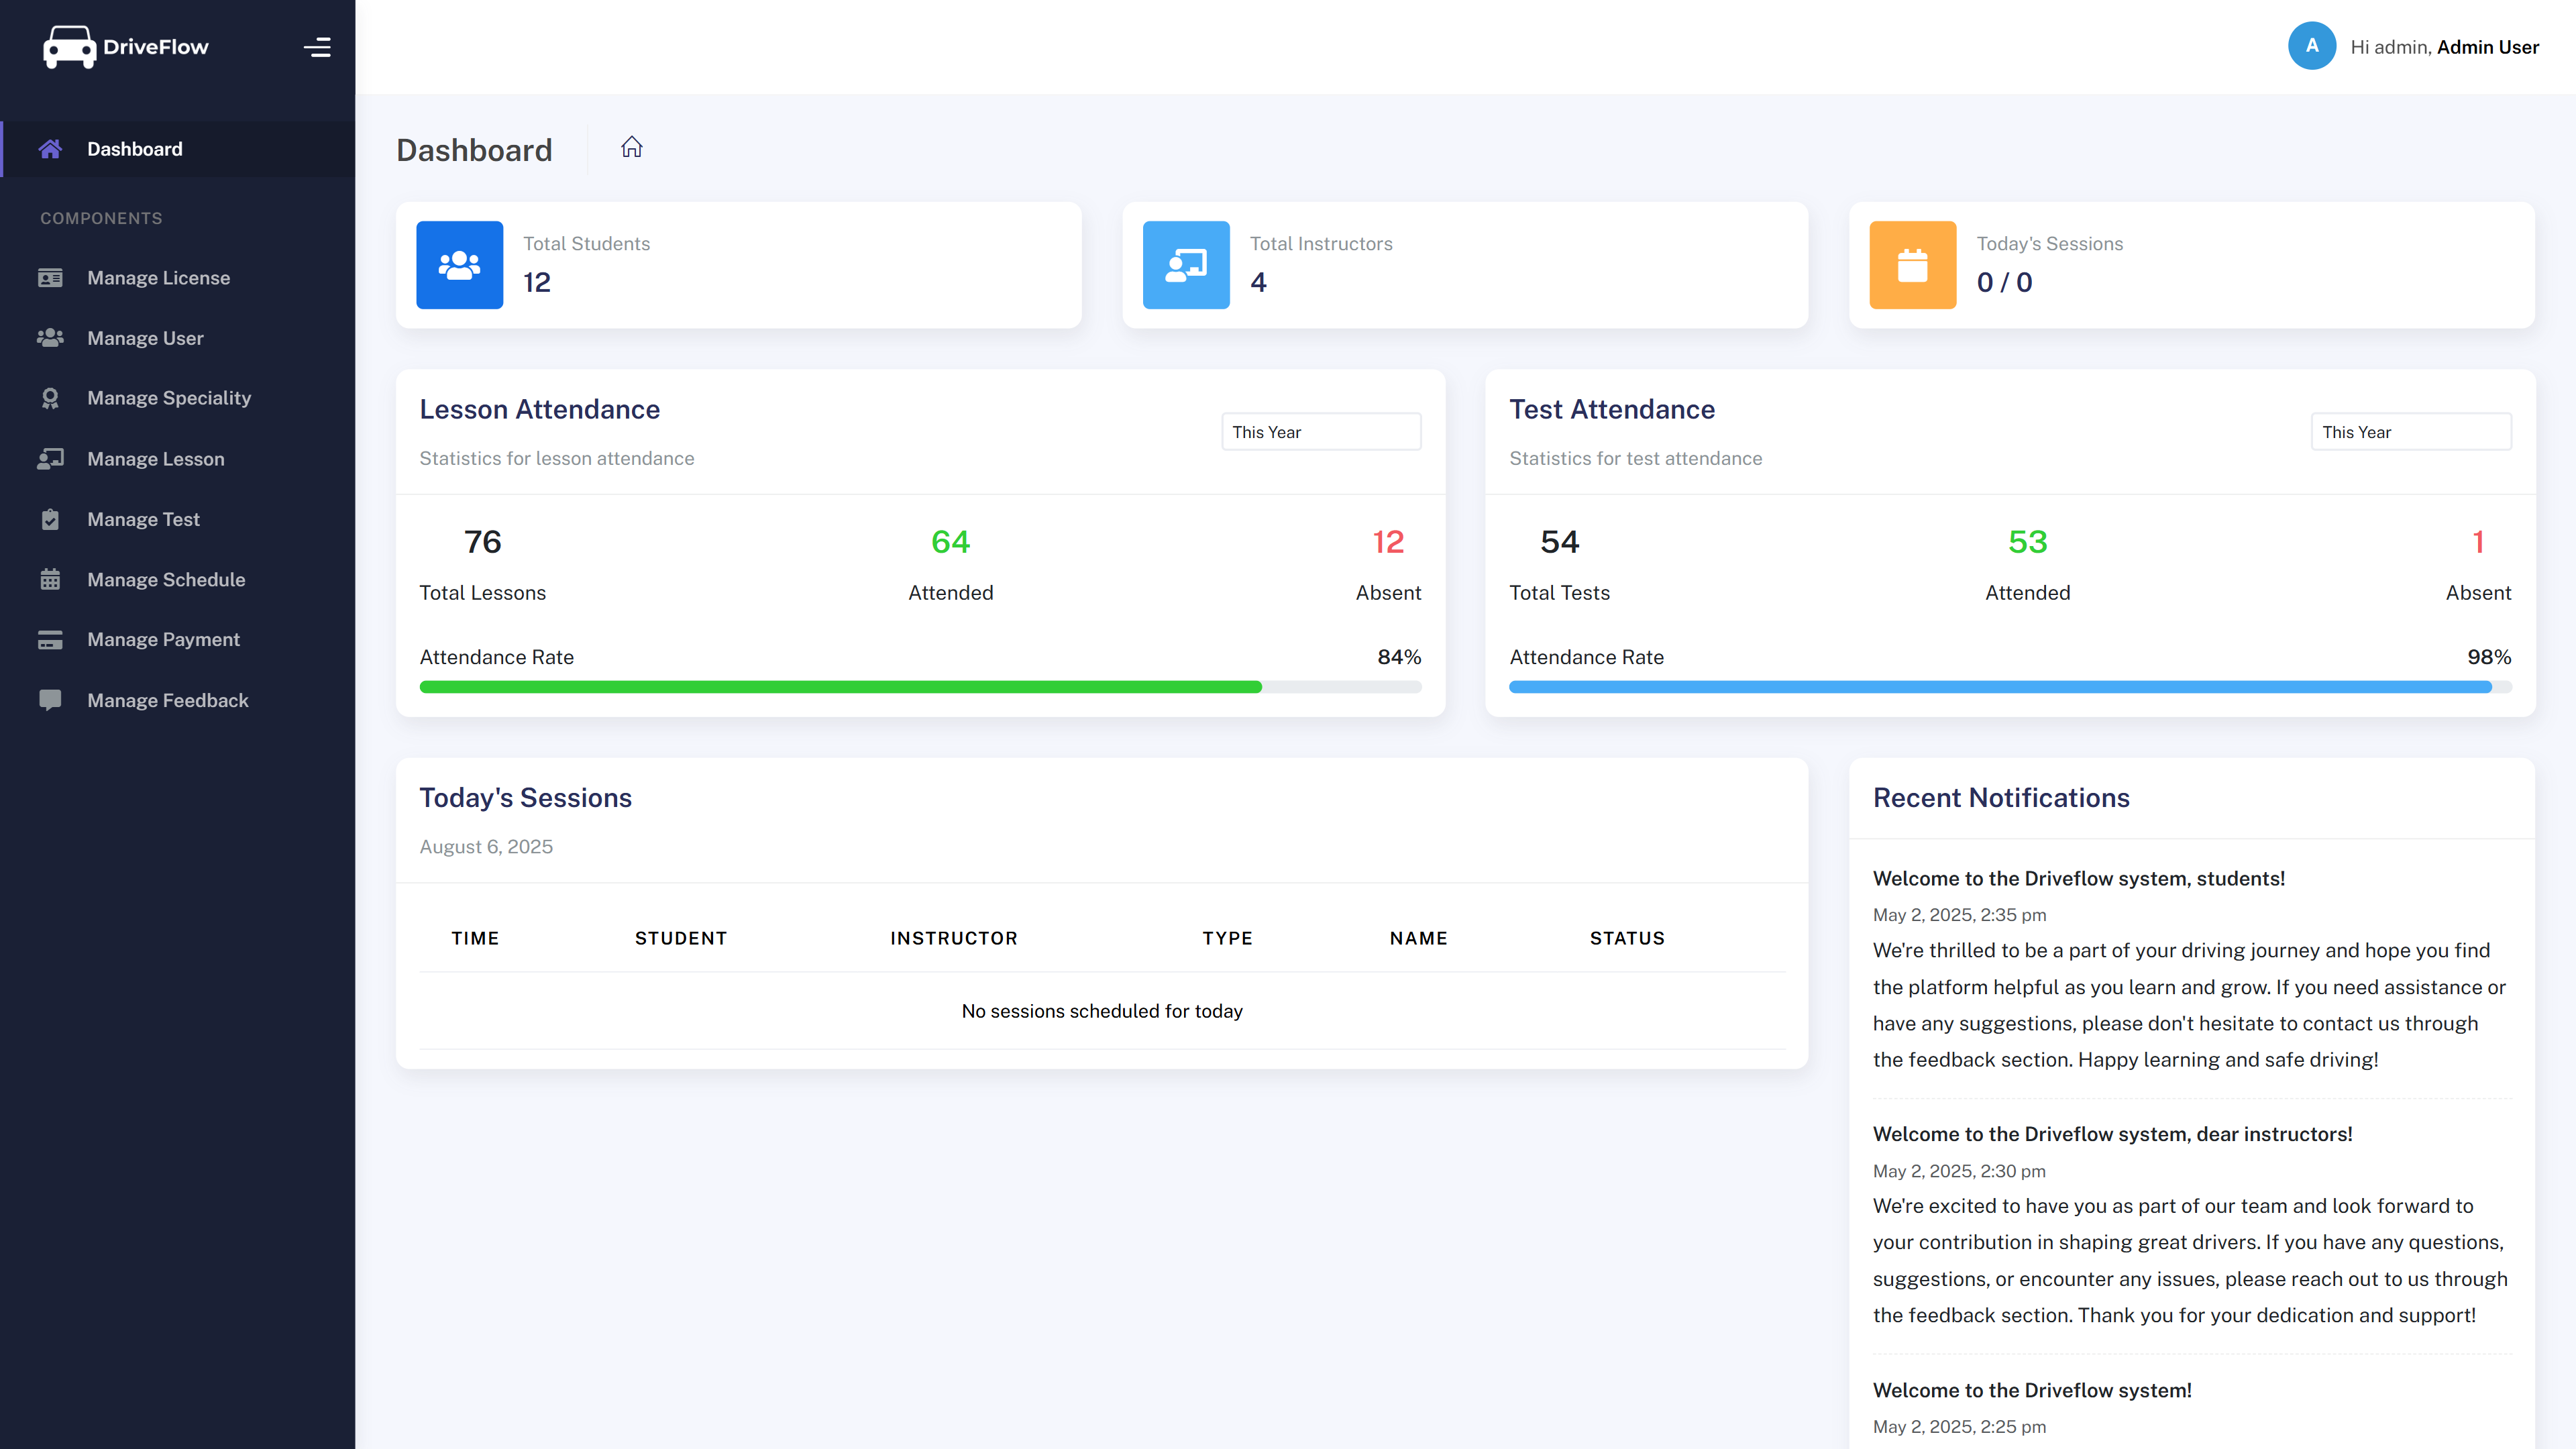 DriveFlow
A
Hi admin, Admin User
Dashboard
COMPONENTS
Manage License
Manage User
Manage Speciality
Manage Lesson
Manage Test
Manage Schedule
Manage Payment
Manage Feedback
Dashboard
Total Students
12
Total Instructors
4
Today's Sessions
0 / 0
Lesson Attendance
Statistics for lesson attendance
This Year
76
64
12
Total Lessons
Attended
Absent
Attendance Rate
84%
Test Attendance
Statistics for test attendance
This Year
54
53
1
Total Tests
Attended
Absent
Attendance Rate
98%
Today's Sessions
August 6, 2025
TIME STUDENT INSTRUCTOR TYPE NAME STATUS
No sessions scheduled for today
Recent Notifications
Welcome to the Driveflow system, students!
May 2, 2025, 2:35 pm
We're thrilled to be a part of your driving journey and hope you find
the platform helpful as you learn and grow. If you need assistance or
have any suggestions, please don't hesitate to contact us through
the feedback section. Happy learning and safe driving!
Welcome to the Driveflow system, dear instructors!
May 2, 2025, 2:30 pm
We're excited to have you as part of our team and look forward to
your contribution in shaping great drivers. If you have any questions,
suggestions, or encounter any issues, please reach out to us through
the feedback section. Thank you for your dedication and support!
Welcome to the Driveflow system!
May 2, 2025, 2:25 pm